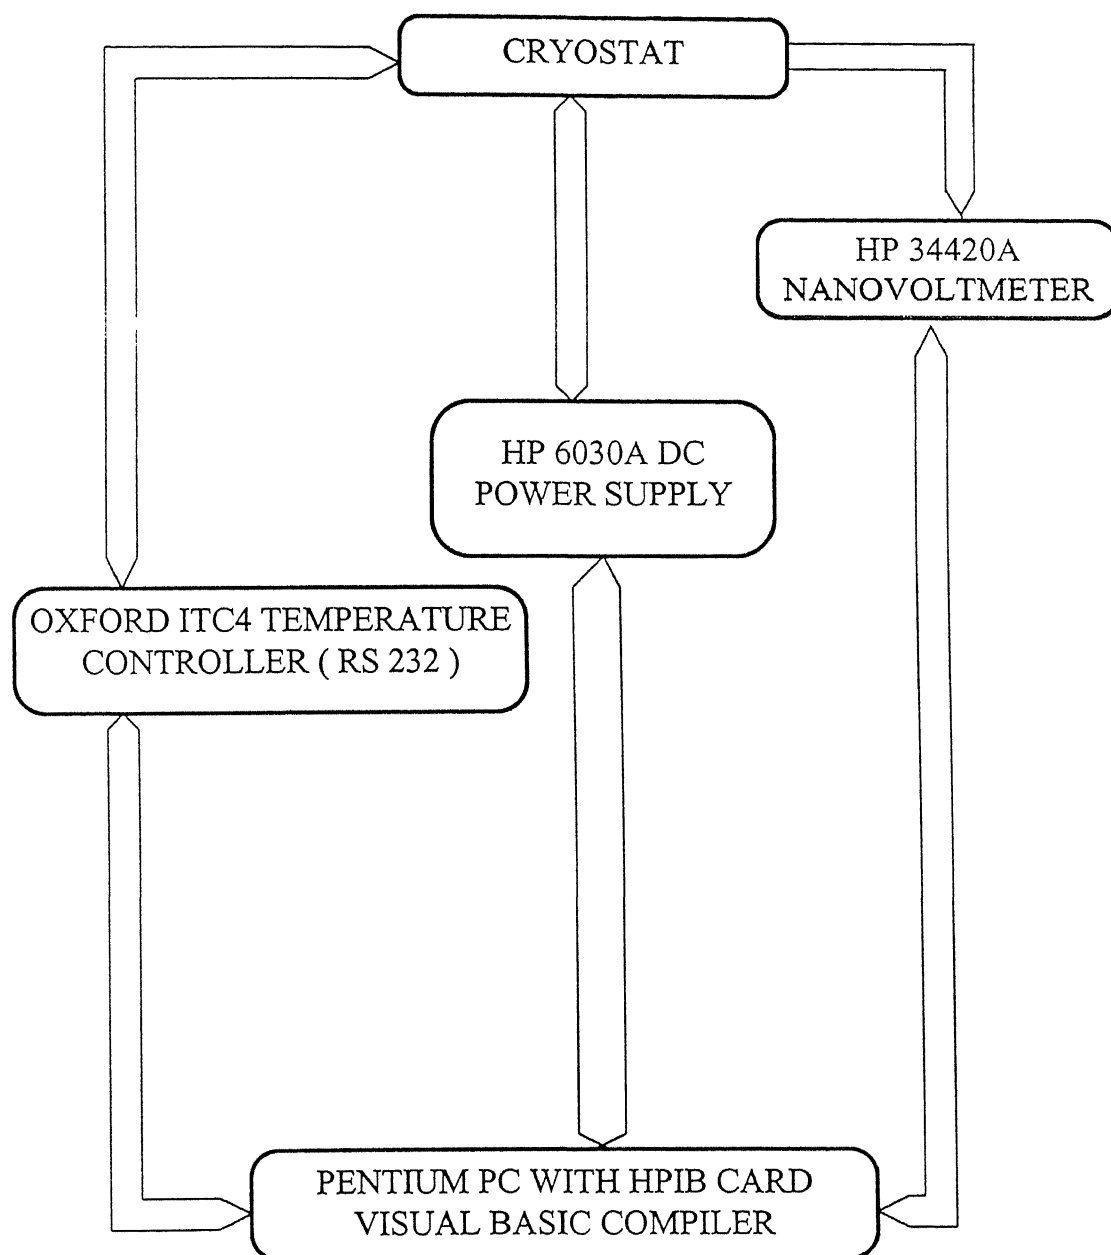 CRYOSTAT
HP 34420A
NANOVOLTMETER
HP 6030A DC
POWER SUPPLY
OXFORD ITC4 TEMPERATURE
CONTROLLER ( RS 232 )
PENTIUM PC WITH HPIB CARD
VISUAL BASIC COMPILER